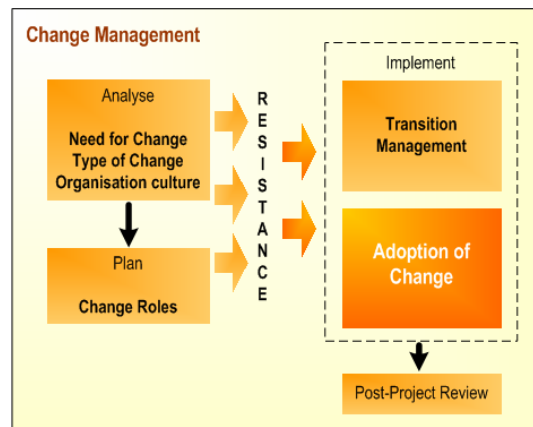 Change Management
Analyse
Need for Change
Type of Change
Organisation culture
Plan
Change Roles
RESISTANCE
Implement
Transition
Management
Adoption of
Change
Post-Project Review